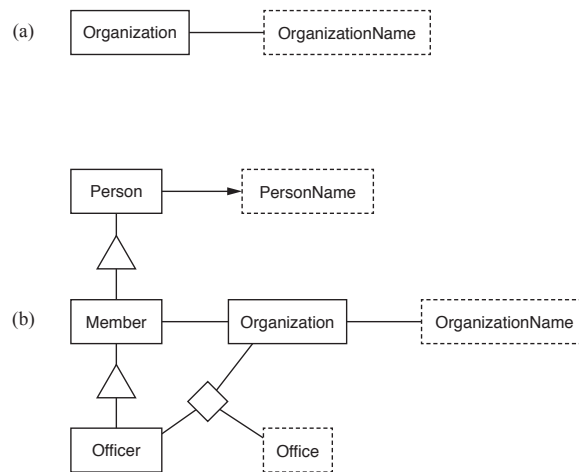 (a) Organization OrganizationName
Person PersonName
(b) Member Organization OrganizationName
Officer Office